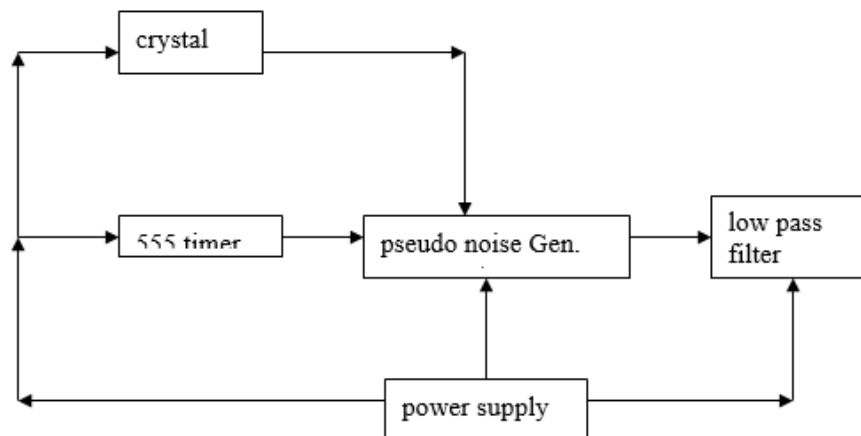 crystal
555 timer
pseudo noise Gen.
low pass
filter
power supply